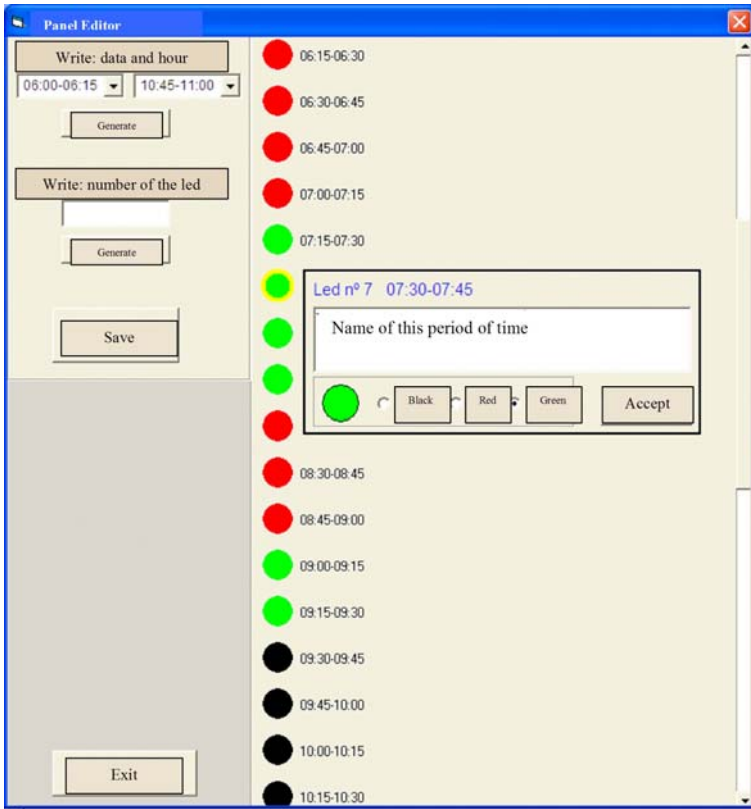 Panel Editor
Write: data and hour
06:00-06:15 10:45-11:00
Generate
Write: number of the led
Generate
Save
Exit
06:15-06:30
06:30-06:45
06:45-07:00
07:00-07:15
07:15-07:30
Led nº 7 07:30-07:45
Name of this period of time
Black Red Green Accept
08:30-08:45
08:45-09:00
09:00-09:15
09:15-09:30
09:30-09:45
09:45-10:00
10:00-10:15
10:15-10:30